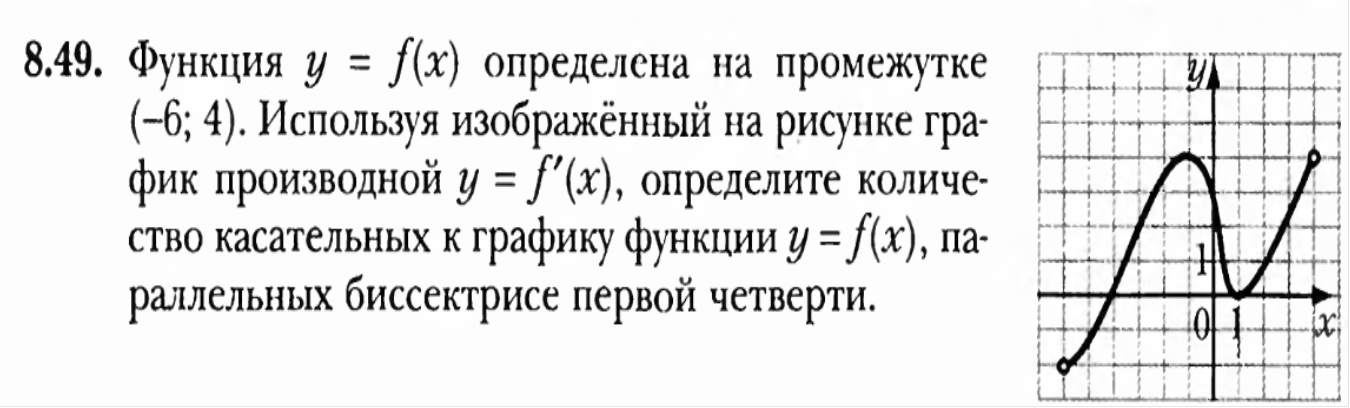 8.49. Функция y = f(x) определена на промежутке
(–6; 4). Используя изображённый на рисунке гра-
фик производной y = f′(x), определите количе-
ство касательных к графику функции y = f(x), па-
раллельных биссектрисе первой четверти.
y
1
0 1 x